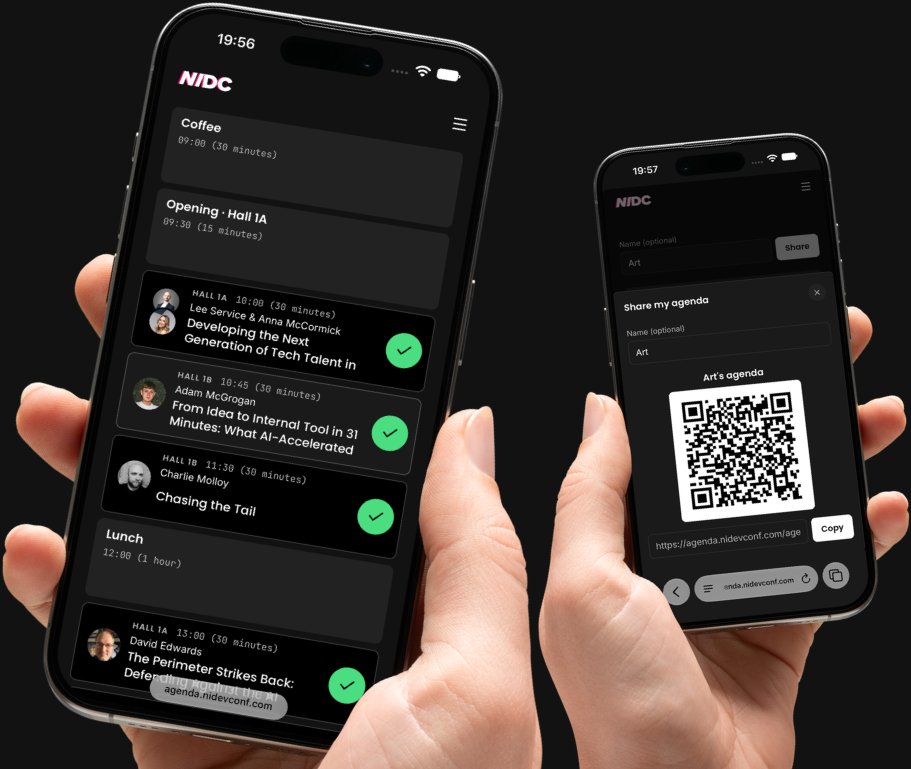 19:56
NIDC
Coffee
09:00 (30 minutes)
Opening · Hall 1A
09:30 (15 minutes)
HALL 1A 10:00 (30 minutes)
Lee Service & Anna McCormick
Developing the Next
Generation of Tech Talent in
HALL 1B 10:45 (30 minutes)
Adam McGrogan
From Idea to Internal Tool in 31
Minutes: What AI-Accelerated
HALL 1B 11:30 (30 minutes)
Charlie Molloy
Chasing the Tail
Lunch
12:00 (1 hour)
HALL 1A 13:00 (30 minutes)
David Edwards
The Perimeter Strikes Back:
Defending Against the AI
agenda.nidevconf.com
19:57
NIDC
Name (optional)
Art
Share
Share my agenda
Name (optional)
Art
Art's agenda
https://agenda.nidevconf.com/age
Copy
enda.nidevconf.com